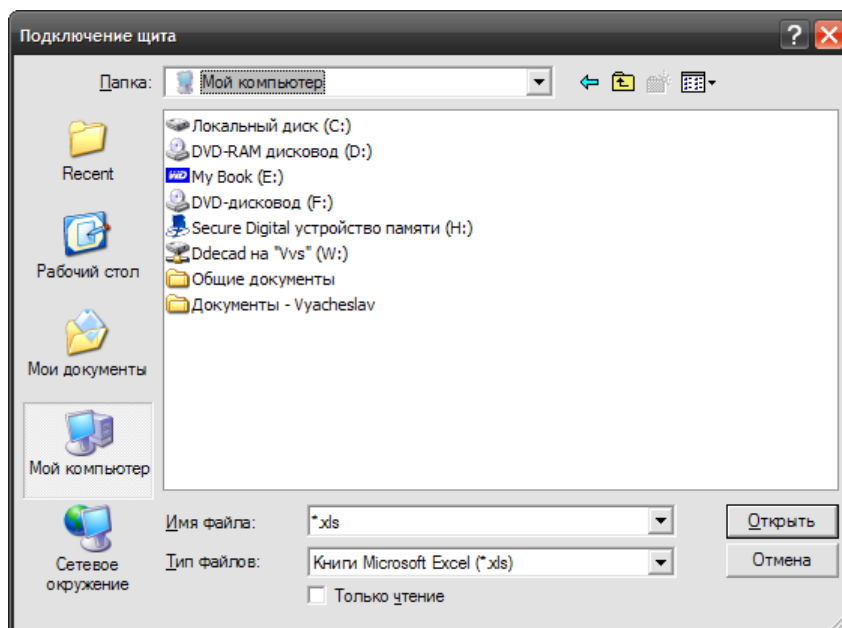 Подключение щита
Папка: Мой компьютер
Recent
Рабочий стол
Мои документы
Мой компьютер
Сетевое
окружение
Локальный диск (C:)
DVD-RAM дисковод (D:)
WD My Book (E:)
DVD-дисковод (F:)
Secure Digital устройство памяти (H:)
Ddecad на "Vvs" (W:)
Общие документы
Документы - Vyacheslav
Имя файла: *.xls Открыть
Тип файлов: Книги Microsoft Excel (*.xls) Отмена
Только чтение